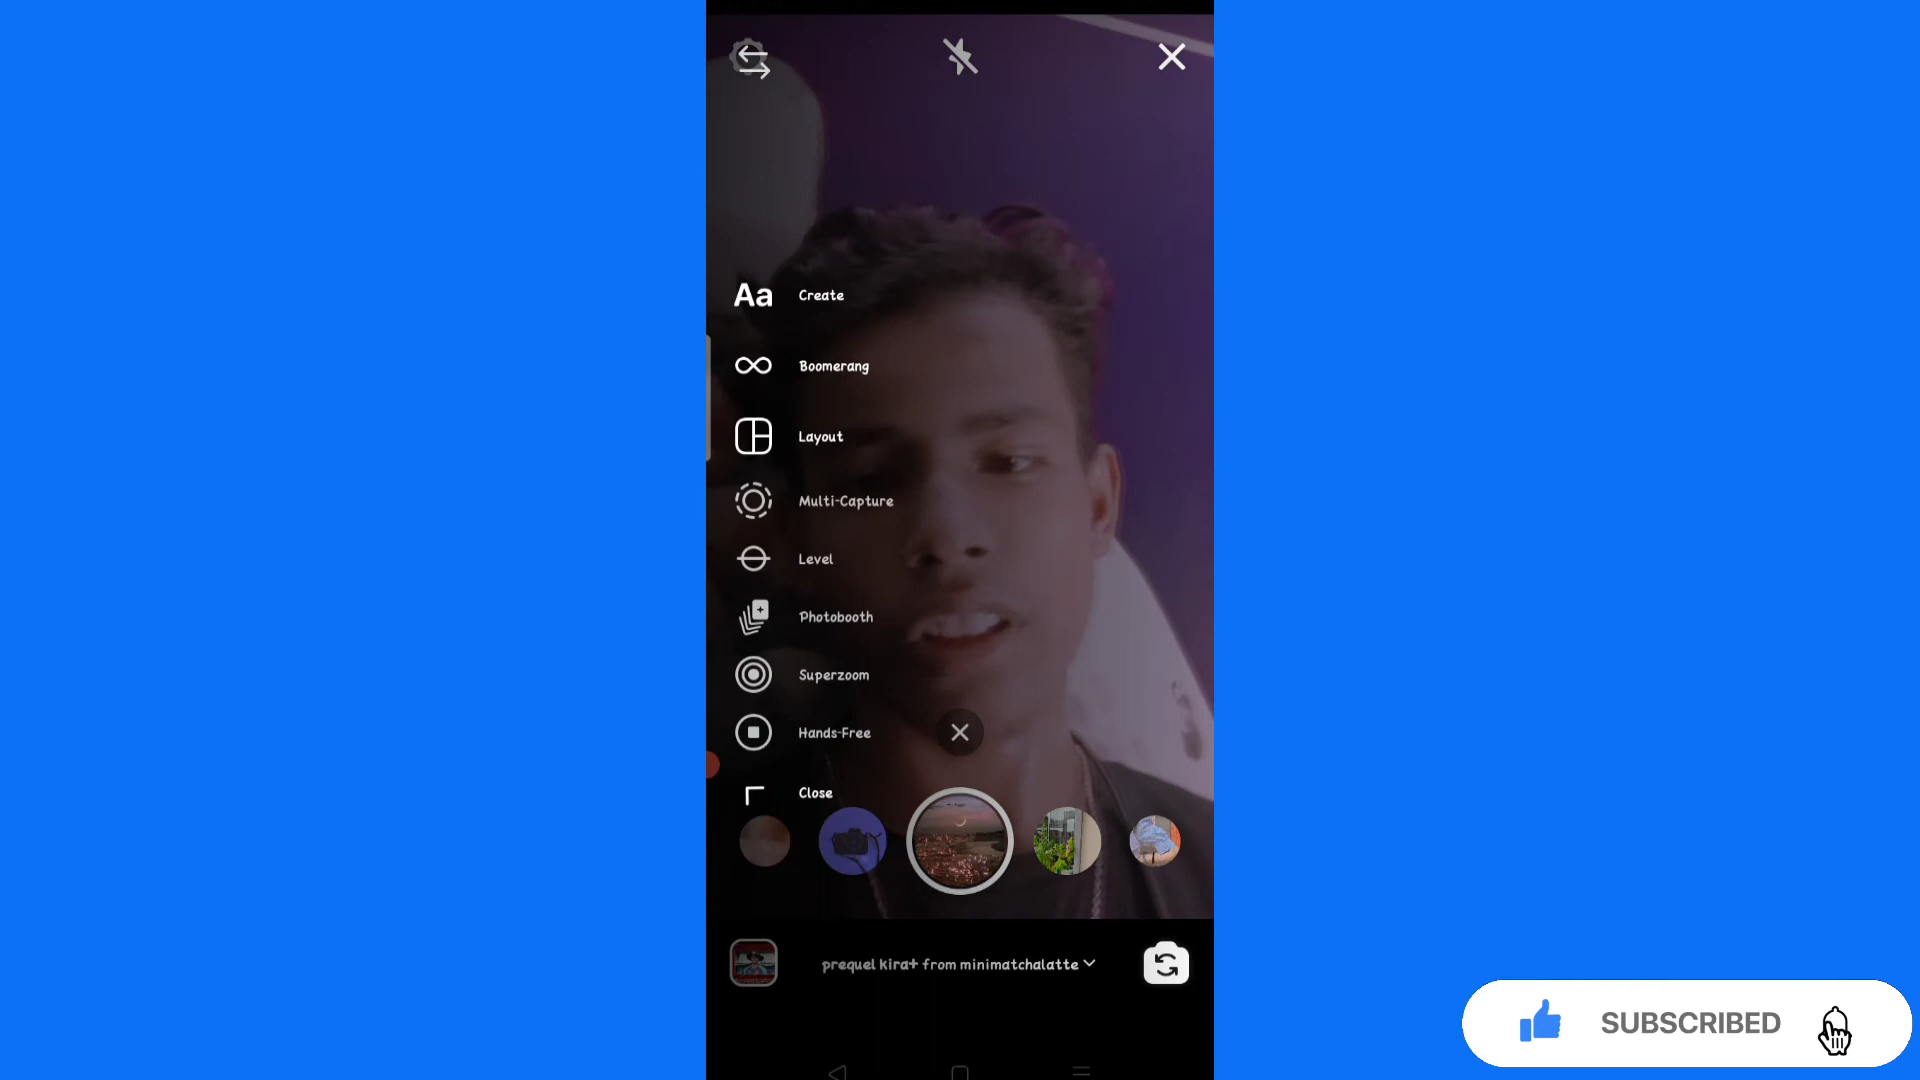 Aa Create
Boomerang
Layout
Multi-Capture
Level
Photobooth
Superzoom
Hands-Free
Close
prequel kira+ from minimatchalatte
SUBSCRIBED